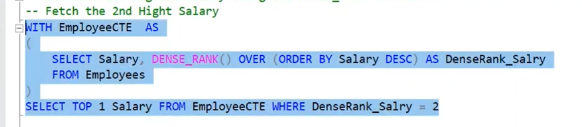 -- Fetch the 2nd Hight Salary
WITH EmployeeCTE  AS
(
    SELECT Salary, DENSE_RANK() OVER (ORDER BY Salary DESC) AS DenseRank_Salry
    FROM Employees
)
SELECT TOP 1 Salary FROM EmployeeCTE WHERE DenseRank_Salry = 2